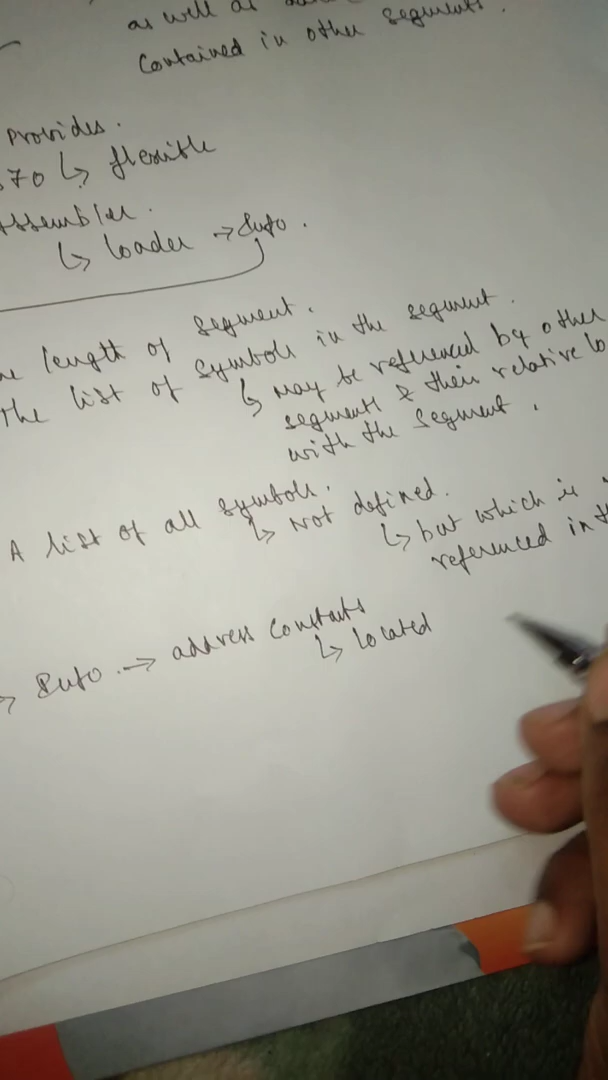 as well as
contained in other segments.
Provides.
370 ↳ flexible
Assembler.
↳ loader → Info.
length of segment.
The list of symbols in the segment.
↳ may be referenced by other
segments & their relative lo
with the segment.
A list of all symbols.
↳ Not defined.
↳ but which is
referenced in th
→ Info. → address constants
↳ located